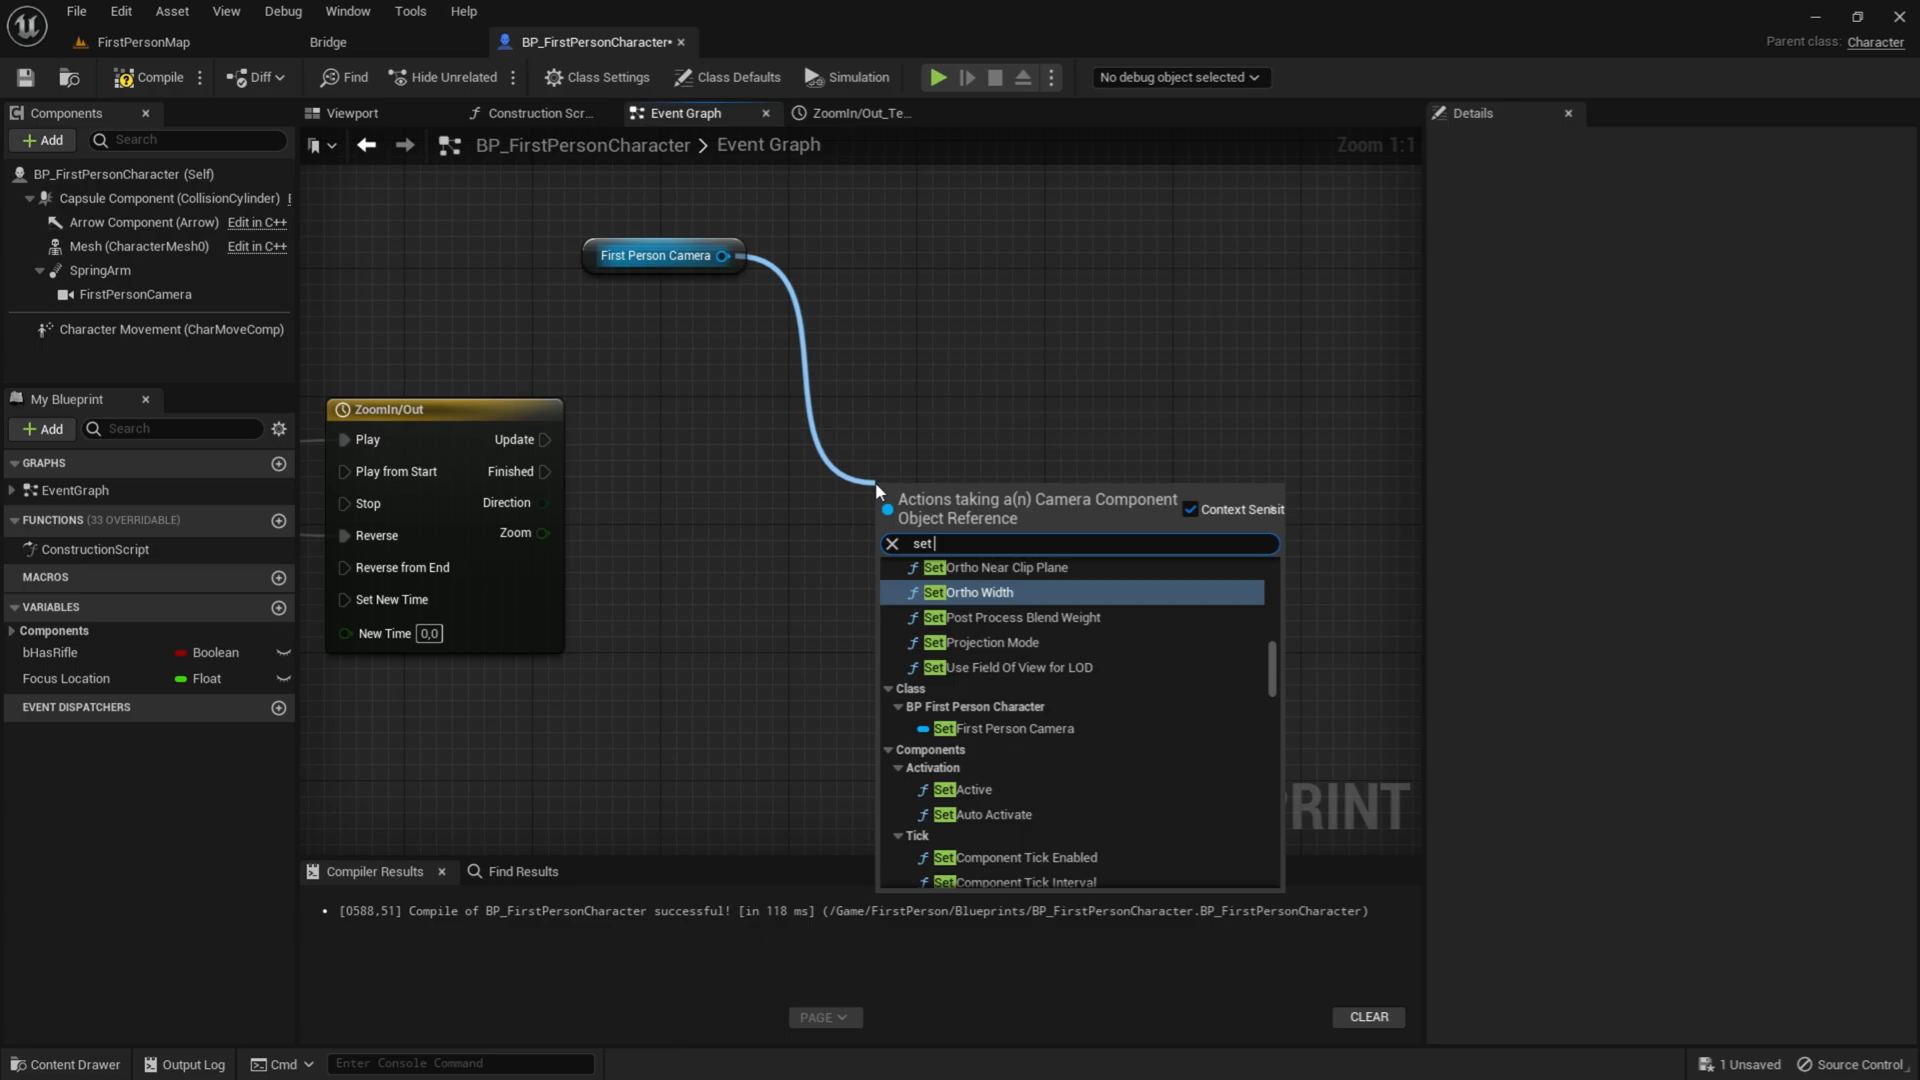 File Edit Asset View Debug Window Tools Help
FirstPersonMap Bridge BP_FirstPersonCharacter• Parent class: Character
Compile Diff Find Hide Unrelated Class Settings Class Defaults Simulation No debug object selected
Components Viewport Construction Scr... Event Graph ZoomIn/Out_Te... Details
Add Search BP_FirstPersonCharacter > Event Graph Zoom 1:1
BP_FirstPersonCharacter (Self)
Capsule Component (CollisionCylinder)
Arrow Component (Arrow) Edit in C++
Mesh (CharacterMesh0) Edit in C++
SpringArm
FirstPersonCamera
Character Movement (CharMoveComp)
My Blueprint
Add Search
GRAPHS
EventGraph
FUNCTIONS (33 OVERRIDABLE)
ConstructionScript
MACROS
VARIABLES
Components
bHasRifle Boolean
Focus Location Float
EVENT DISPATCHERS
First Person Camera
ZoomIn/Out
Play Update
Play from Start Finished
Stop Direction
Reverse Zoom
Reverse from End
Set New Time
New Time 0,0
Actions taking a(n) Camera Component
Object Reference
Context Sensit
set
Set Ortho Near Clip Plane
Set Ortho Width
Set Post Process Blend Weight
Set Projection Mode
Set Use Field Of View for LOD
Class
BP First Person Character
Set First Person Camera
Components
Activation
Set Active
Set Auto Activate
Tick
Set Component Tick Enabled
Set Component Tick Interval
PRINT
Compiler Results Find Results
• [0588,51] Compile of BP_FirstPersonCharacter successful! [in 118 ms] (/Game/FirstPerson/Blueprints/BP_FirstPersonCharacter.BP_FirstPersonCharacter)
PAGE CLEAR
Content Drawer Output Log Cmd Enter Console Command 1 Unsaved Source Control